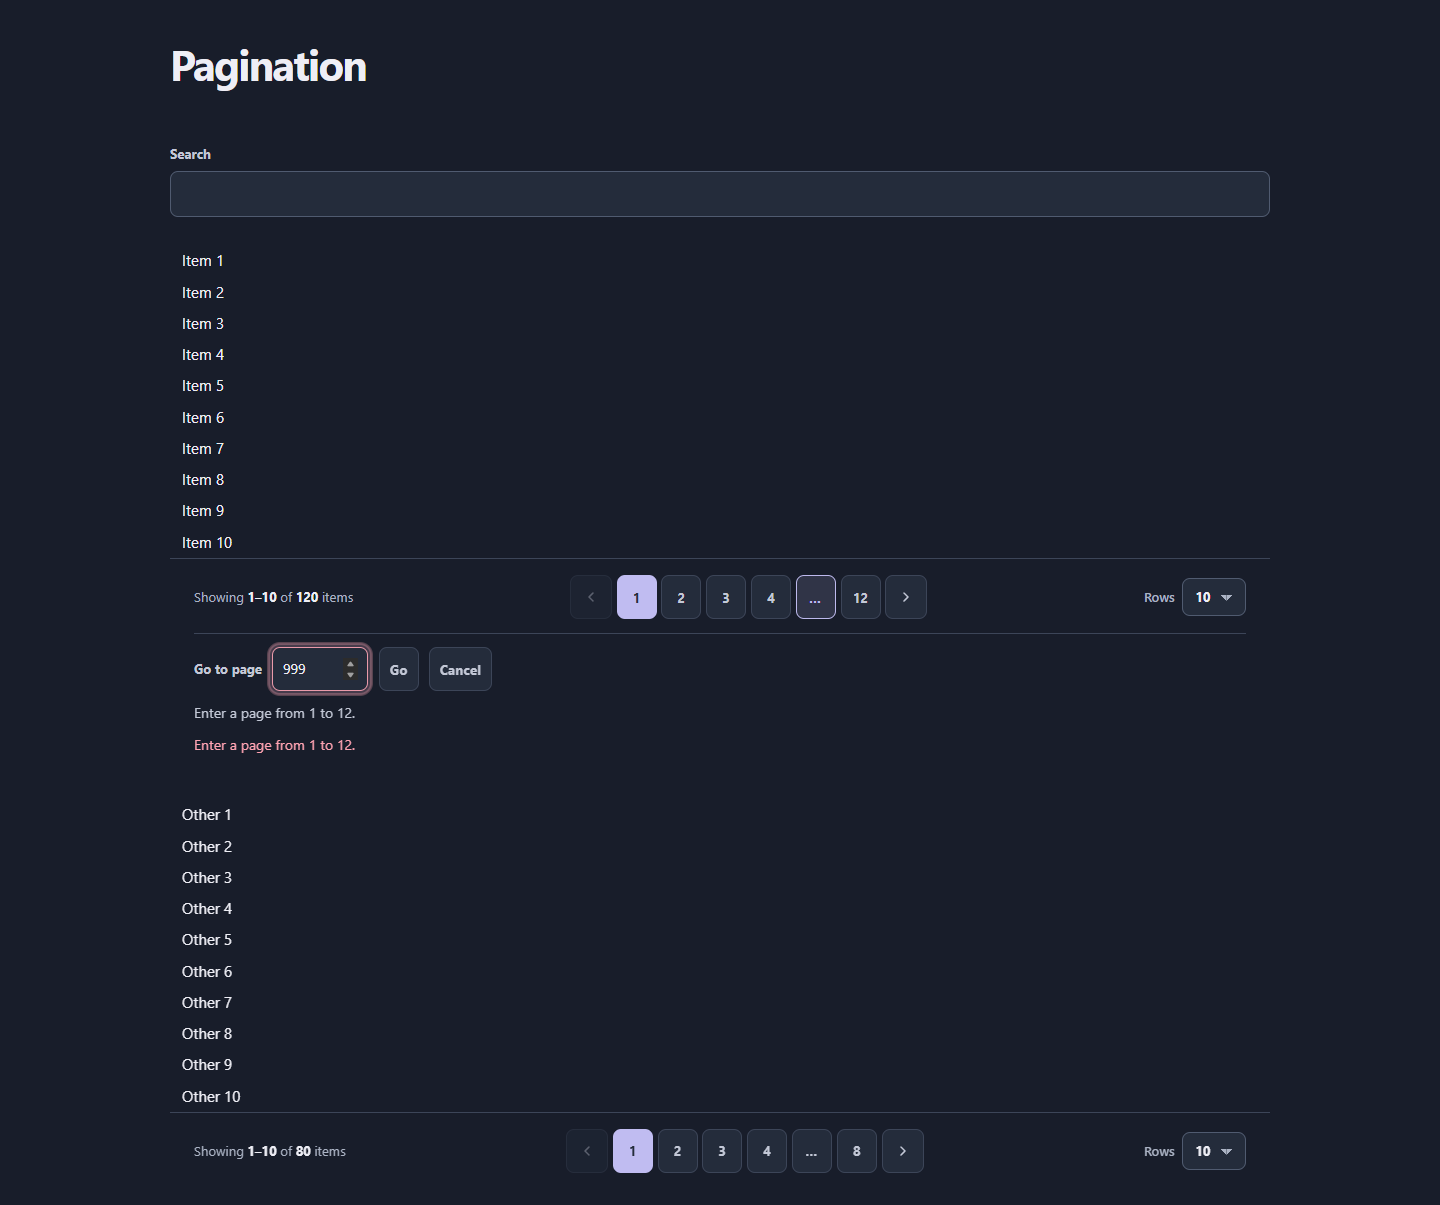 Pagination
Search
Item 1
Item 2
Item 3
Item 4
Item 5
Item 6
Item 7
Item 8
Item 9
Item 10
Showing 1–10 of 120 items 1 2 3 4 ... 12 Rows 10
Go to page 999 Go Cancel
Enter a page from 1 to 12.
Enter a page from 1 to 12.
Other 1
Other 2
Other 3
Other 4
Other 5
Other 6
Other 7
Other 8
Other 9
Other 10
Showing 1–10 of 80 items 1 2 3 4 ... 8 Rows 10